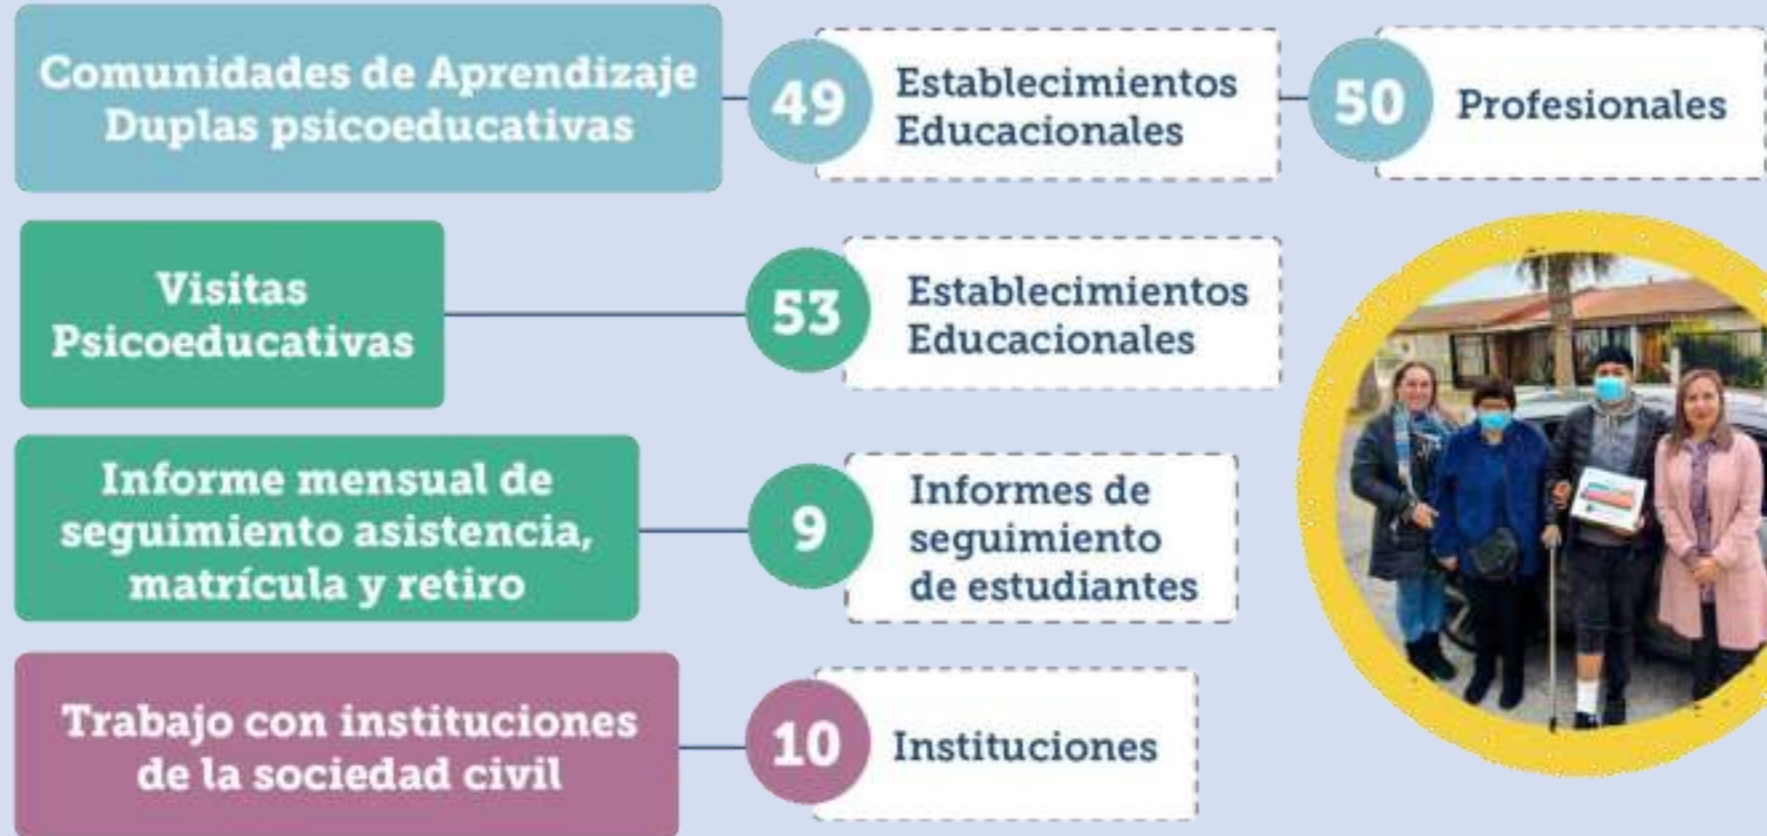 Comunidades de Aprendizaje
Duplas psicoeducativas
49
Establecimientos
Educacionales
50
Profesionales
Visitas
Psicoeducativas
53
Establecimientos
Educacionales
Informe mensual de
seguimiento asistencia,
matrícula y retiro
9
Informes de
seguimiento
de estudiantes
Trabajo con instituciones
de la sociedad civil
10
Instituciones